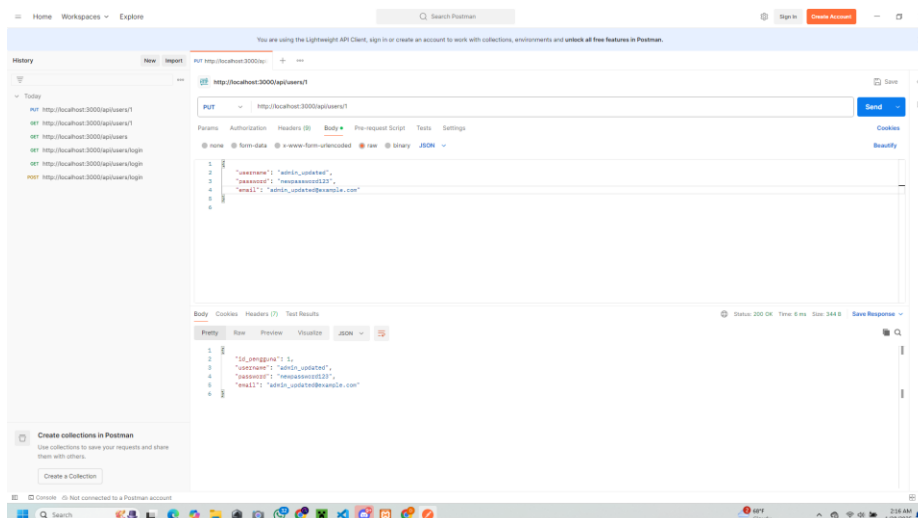 Home Workspaces Explore
Search Postman
Sign In Create Account
You are using the Lightweight API Client, sign in or create an account to work with collections, environments and unlock all free features in Postman.
History New Import
PUT http://localhost:3000/api/
Today
PUT http://localhost:3000/api/users/1
GET http://localhost:3000/api/users/1
GET http://localhost:3000/api/users
GET http://localhost:3000/api/users/login
GET http://localhost:3000/api/users/login
POST http://localhost:3000/api/users/login
http://localhost:3000/api/users/1 Save
PUT http://localhost:3000/api/users/1 Send
Params Authorization Headers (9) Body Pre-request Script Tests Settings Cookies
none form-data x-www-form-urlencoded raw binary JSON Beautify
1 {
2 "username": "admin_updated",
3 "password": "newpassword123",
4 "email": "admin_updated@example.com"
5 }
6
Body Cookies Headers (7) Test Results Status: 200 OK Time: 8 ms Size: 344 B Save Response
Pretty Raw Preview Visualize JSON
1 {
2 "id_pengguna": 1,
3 "username": "admin_updated",
4 "password": "newpassword123",
5 "email": "admin_updated@example.com"
6 }
Create collections in Postman
Use collections to save your requests and share
them with others.
Create a Collection
Console Not connected to a Postman account
Search
68°F
2:16 AM